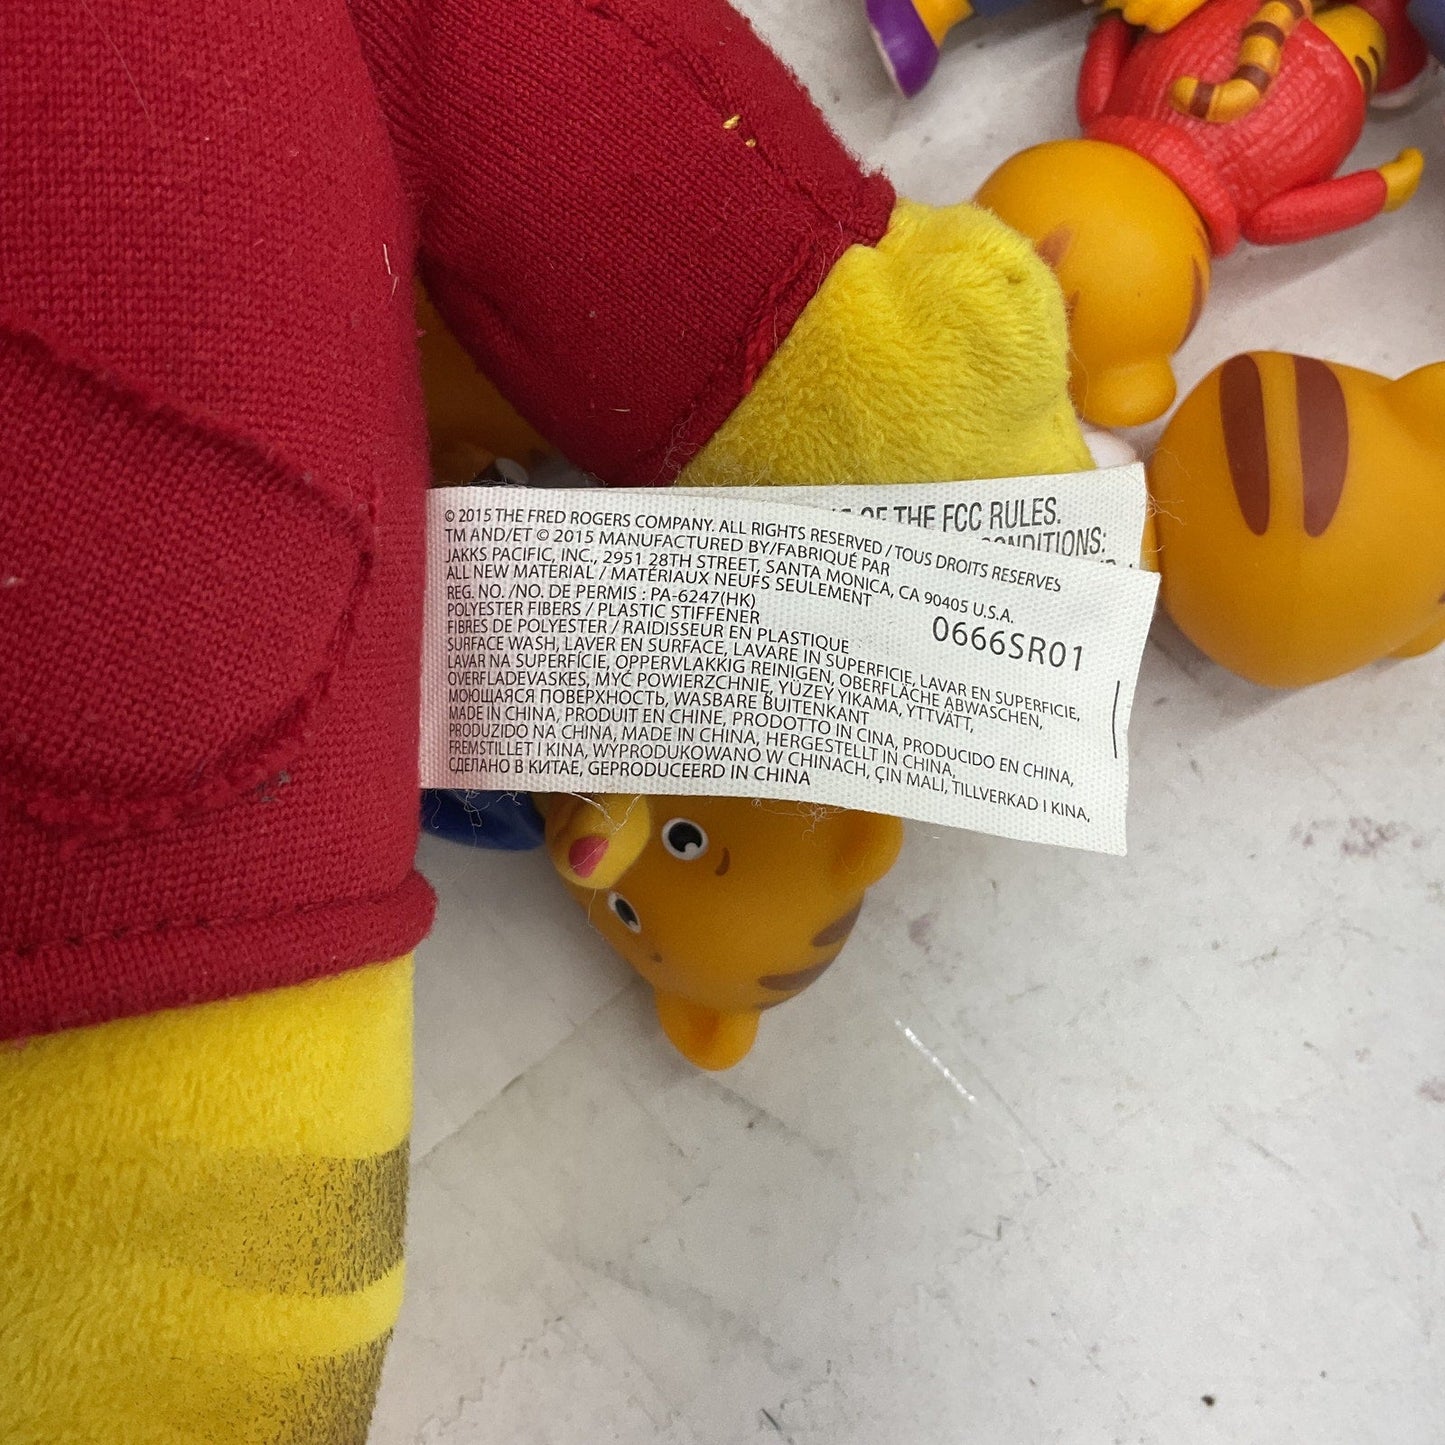 OF THE FCC RULES.
CONDITIONS:
© 2015 THE FRED ROGERS COMPANY. ALL RIGHTS RESERVED / TOUS DROITS RESERVES
TM AND/ET © 2015 MANUFACTURED BY/FABRIQUÉ PAR
JAKKS PACIFIC, INC., 2951 28TH STREET, SANTA MONICA, CA 90405 U.S.A.
ALL NEW MATERIAL / MATÉRIAUX NEUFS SEULEMENT
REG. NO. /NO. DE PERMIS : PA-6247(HK)
POLYESTER FIBERS / PLASTIC STIFFENER
FIBRES DE POLYESTER / RAIDISSEUR EN PLASTIQUE
0666SR01
SURFACE WASH, LAVER EN SURFACE, LAVARE IN SUPERFICIE, LAVAR EN SUPERFICIE,
LAVAR NA SUPERFÍCIE, OPPERVLAKKIG REINIGEN, OBERFLÄCHE ABWASCHEN,
OVERFLADEVASKES, MYĆ POWIERZCHNIE, YÜZEY YIKAMA, YTTVÄTT,
МОЮЩАЯСЯ ПОВЕРХНОСТЬ, WASBARE BUITENKANT
MADE IN CHINA, PRODUIT EN CHINE, PRODOTTO IN CINA, PRODUCIDO EN CHINA,
PRODUZIDO NA CHINA, MADE IN CHINA, HERGESTELLT IN CHINA,
FREMSTILLET I KINA, WYPRODUKOWANO W CHINACH, ÇIN MALI, TILLVERKAD I KINA,
СДЕЛАНО В КИТАЕ, GEPRODUCEERD IN CHINA